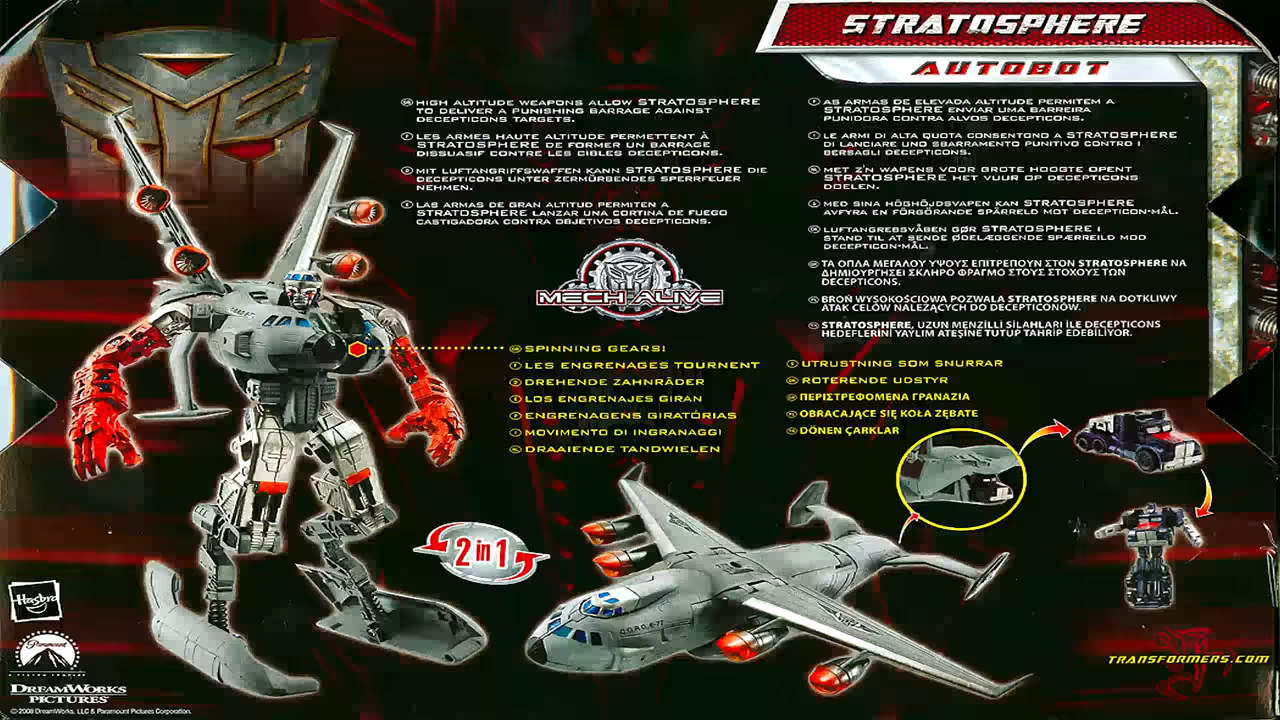 STRATOSPHERE
AUTOBOT
HIGH ALTITUDE WEAPONS ALLOW STRATOSPHERE
TO DELIVER A PUNISHING BARRAGE AGAINST
DECEPTICONS TARGETS.
LES ARMES HAUTE ALTITUDE PERMETTENT À
STRATOSPHERE DE FORMER UN BARRAGE
DISSUASIF CONTRE LES CIBLES DECEPTICONS.
MIT LUFTANGRIFFSWAFFEN KANN STRATOSPHERE DIE
DECEPTICONS UNTER ZERMÜRBENDES SPERRFEUER
NEHMEN.
LAS ARMAS DE GRAN ALTITUD PERMITEN A
STRATOSPHERE LANZAR UNA CORTINA DE FUEGO
CASTIGADORA CONTRA OBJETIVOS DECEPTICONS.
AS ARMAS DE ELEVADA ALTITUDE PERMITEM A
STRATOSPHERE ENVIAR UMA BARREIRA
PUNIDORA CONTRA ALVOS DECEPTICONS.
LE ARMI DI ALTA QUOTA CONSENTONO A STRATOSPHERE
DI LANCIARE UNO SBARRAMENTO PUNITIVO CONTRO I
BERSAGLI DECEPTICONS.
MET Z'N WAPENS VOOR GROTE HOOGTE OPENT
STRATOSPHERE HET VUUR OP DECEPTICONS
DOELEN.
MED SINA HÖGHÖJDSVAPEN KAN STRATOSPHERE
AVFYRA EN FÖRGÖRANDE SPÄRRELD MOT DECEPTICON-MÅL.
LUFTANGREBSVÅBEN GØR STRATOSPHERE I
STAND TIL AT SENDE ØDELÆGGENDE SPÆRREILD MOD
DECEPTICON-MÅL.
ΤΑ ΟΠΛΑ ΜΕΓΑΛΟΥ ΥΨΟΥΣ ΕΠΙΤΡΕΠΟΥΝ ΣΤΟΝ STRATOSPHERE ΝΑ
ΔΗΜΙΟΥΡΓΗΣΕΙ ΣΚΛΗΡΟ ΦΡΑΓΜΟ ΣΤΟΥΣ ΣΤΟΧΟΥΣ ΤΩΝ
DECEPTICONS.
BROŃ WYSOKOŚCIOWA POZWALA STRATOSPHERE NA DOTKLIWY
ATAK CELÓW NALEŻĄCYCH DO DECEPTICONÓW.
STRATOSPHERE, UZUN MENZİLLİ SİLAHLARI İLE DECEPTICONS
HEDEFLERİNİ YAYLIM ATEŞİNE TUTUP TAHRİP EDEBİLİYOR.
MECH ALIVE
SPINNING GEARS!
LES ENGRENAGES TOURNENT
DREHENDE ZAHNRÄDER
LOS ENGRENAJES GIRAN
ENGRENAGENS GIRATÓRIAS
MOVIMENTO DI INGRANAGGI
DRAAIENDE TANDWIELEN
UTRUSTNING SOM SNURRAR
ROTERENDE UDSTYR
ΠΕΡΙΣΤΡΕΦΟΜΕΝΑ ΓΡΑΝΑΖΙΑ
OBRACAJĄCE SIĘ KOŁA ZĘBATE
DÖNEN ÇARKLAR
2 in 1
Hasbro
Paramount
DREAMWORKS
PICTURES
©2008 DreamWorks, LLC & Paramount Pictures Corporation.
TRANSFORMERS.COM